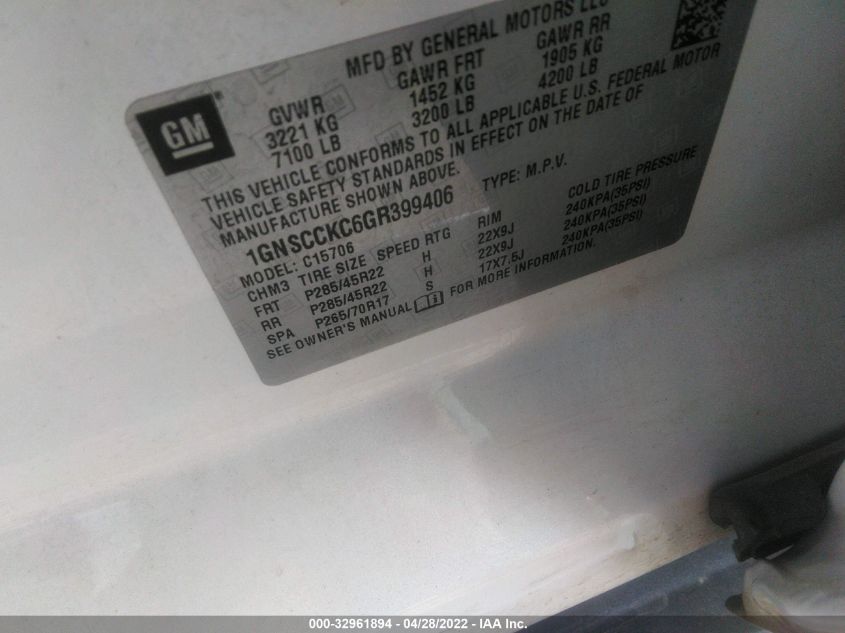 MFD BY GENERAL MOTORS LLC
GM
GVWR GAWR FRT GAWR RR
3221 KG 1452 KG 1905 KG
7100 LB 3200 LB 4200 LB
THIS VEHICLE CONFORMS TO ALL APPLICABLE U.S. FEDERAL MOTOR
VEHICLE SAFETY STANDARDS IN EFFECT ON THE DATE OF
MANUFACTURE SHOWN ABOVE.
1GNSCCKC6GR399406 TYPE: M.P.V.
MODEL: C15706
CHM3 TIRE SIZE SPEED RTG RIM COLD TIRE PRESSURE
FRT P285/45R22 H 22X9J 240KPA(35PSI)
RR P285/45R22 H 22X9J 240KPA(35PSI)
SPA P265/70R17 S 17X7.5J 240KPA(35PSI)
SEE OWNER'S MANUAL FOR MORE INFORMATION.
000-32961894 - 04/28/2022 - IAA Inc.